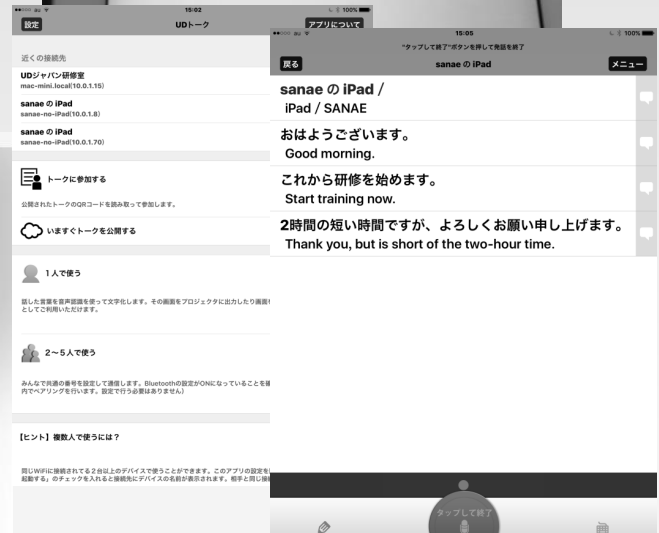 15:02
100%
設定
UDトーク
アプリについて
近くの接続先
UDジャパン研修室
mac-mini.local(10.0.1.15)
sanae の iPad
sanae-no-iPad(10.0.1.8)
sanae の iPad
sanae-no-iPad(10.0.1.70)
トークに参加する
公開されたトークのQRコードを読み取って参加します。
いますぐトークを公開する
1人で使う
話した言葉を音声認識を使って文字化します。その画面をプロジェクタに出力したり画面を
としてご利用いただけます。
2〜5人で使う
みんなで共通の番号を設定して通信します。Bluetoothの設定がONになっていることを
内でペアリングを行います。設定で行う必要はありません)
【ヒント】複数人で使うには？
同じWiFiに接続されてる2台以上のデバイスで使うことができます。このアプリの設定を
起動する」のチェックを入れると接続先にデバイスの名前が表示されます。相手と同じ接
15:05
100%
"タップして終了"ボタンを押して発話を終了
戻る
sanae の iPad
メニュー
sanae の iPad /
iPad / SANAE
おはようございます。
Good morning.
これから研修を始めます。
Start training now.
2時間の短い時間ですが、よろしくお願い申し上げます。
Thank you, but is short of the two-hour time.
タップして終了